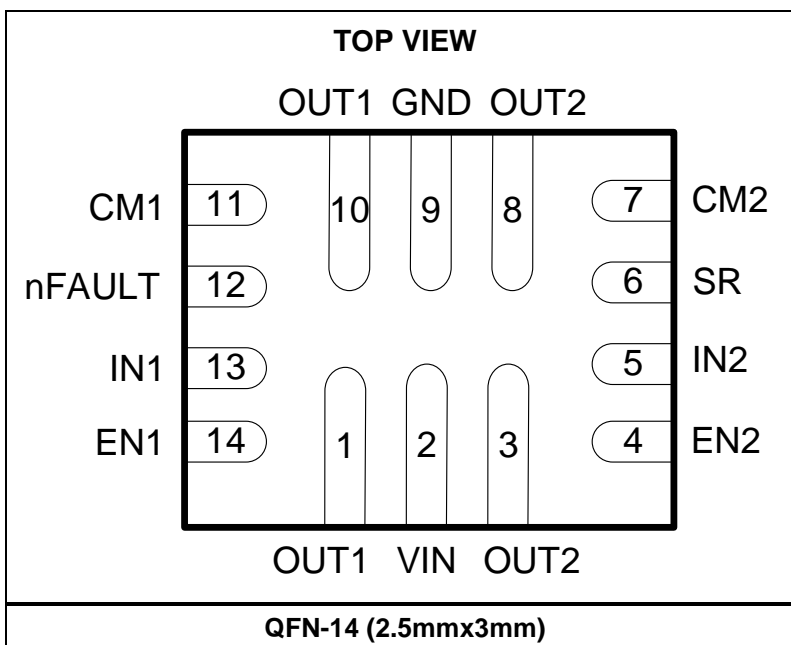 TOP VIEW
OUT1 GND OUT2
CM1 11 10 9 8 7 CM2
nFAULT 12 6 SR
IN1 13 5 IN2
EN1 14 1 2 3 4 EN2
OUT1 VIN OUT2
QFN-14 (2.5mmx3mm)